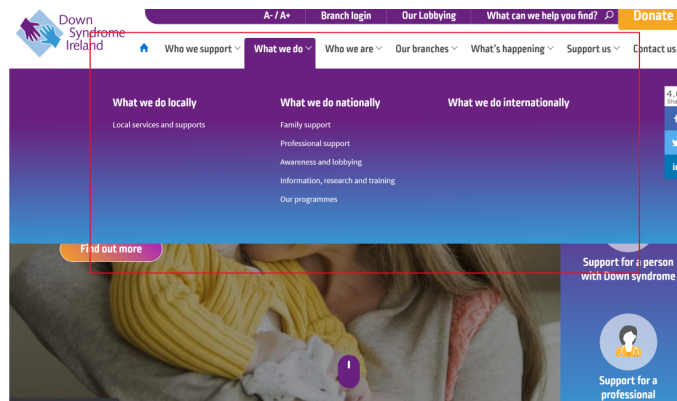 Down
Syndrome
Ireland
A- / A+ Branch login Our Lobbying What can we help you find? Donate
Who we support What we do Who we are Our branches What's happening Support us Contact us
What we do locally What we do nationally What we do internationally
Local services and supports Family support
Professional support
Awareness and lobbying
Information, research and training
Our programmes
Find out more
Support for a person
with Down syndrome
Support for a
professional